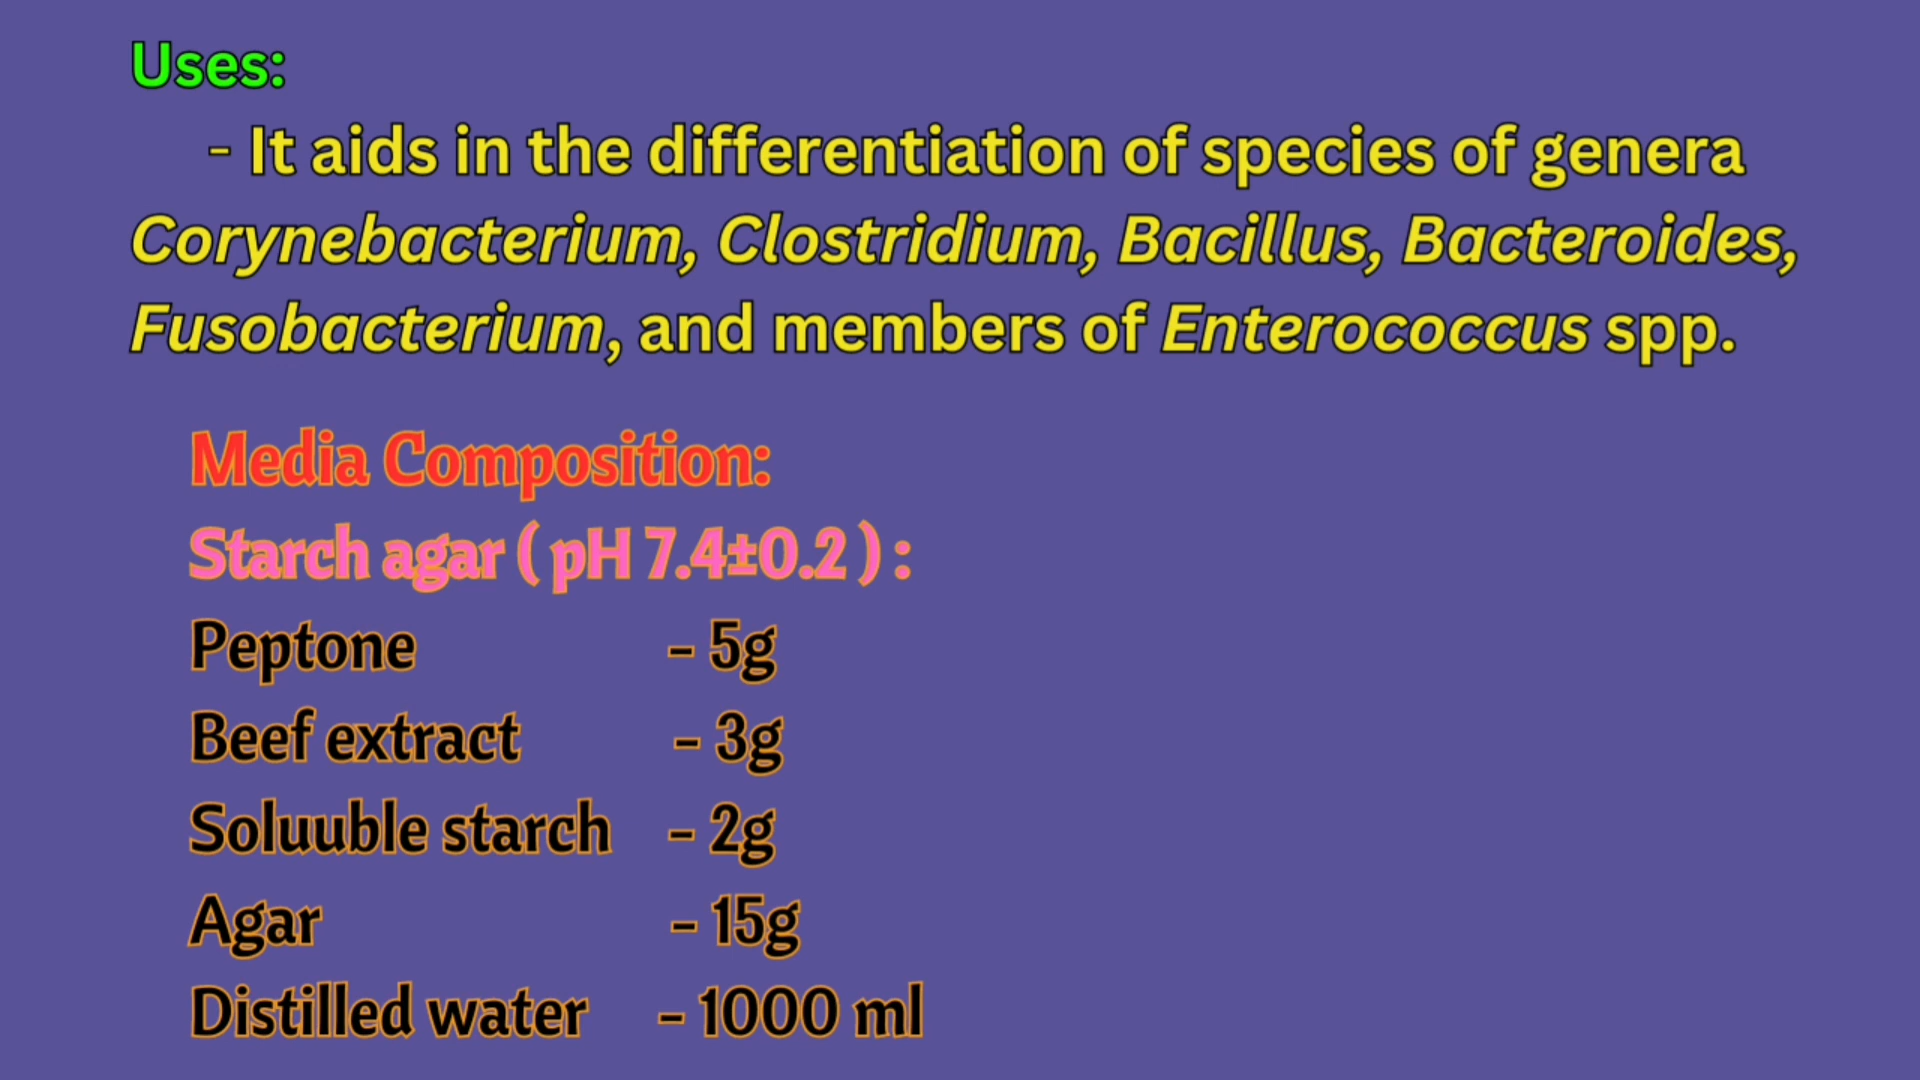 Uses:
- It aids in the differentiation of species of genera
Corynebacterium, Clostridium, Bacillus, Bacteroides,
Fusobacterium, and members of Enterococcus spp.
Media Composition:
Starch agar ( pH 7.4±0.2 ) :
Peptone - 5g
Beef extract - 3g
Soluuble starch - 2g
Agar - 15g
Distilled water - 1000 ml